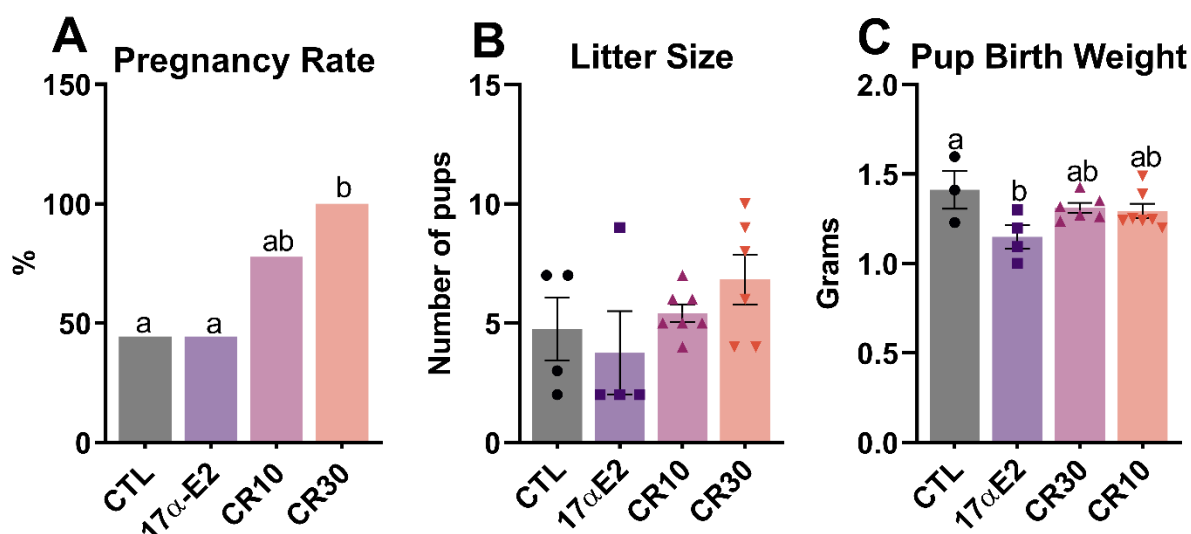 A
Pregnancy Rate
%
150
100
50
0
a
a
ab
b
CTL
17α-E2
CR10
CR30
B
Litter Size
Number of pups
15
10
5
0
CTL
17αE2
CR10
CR30
C
Pup Birth Weight
Grams
2.0
1.5
1.0
0.5
0.0
a
b
ab
ab
CTL
17αE2
CR30
CR10